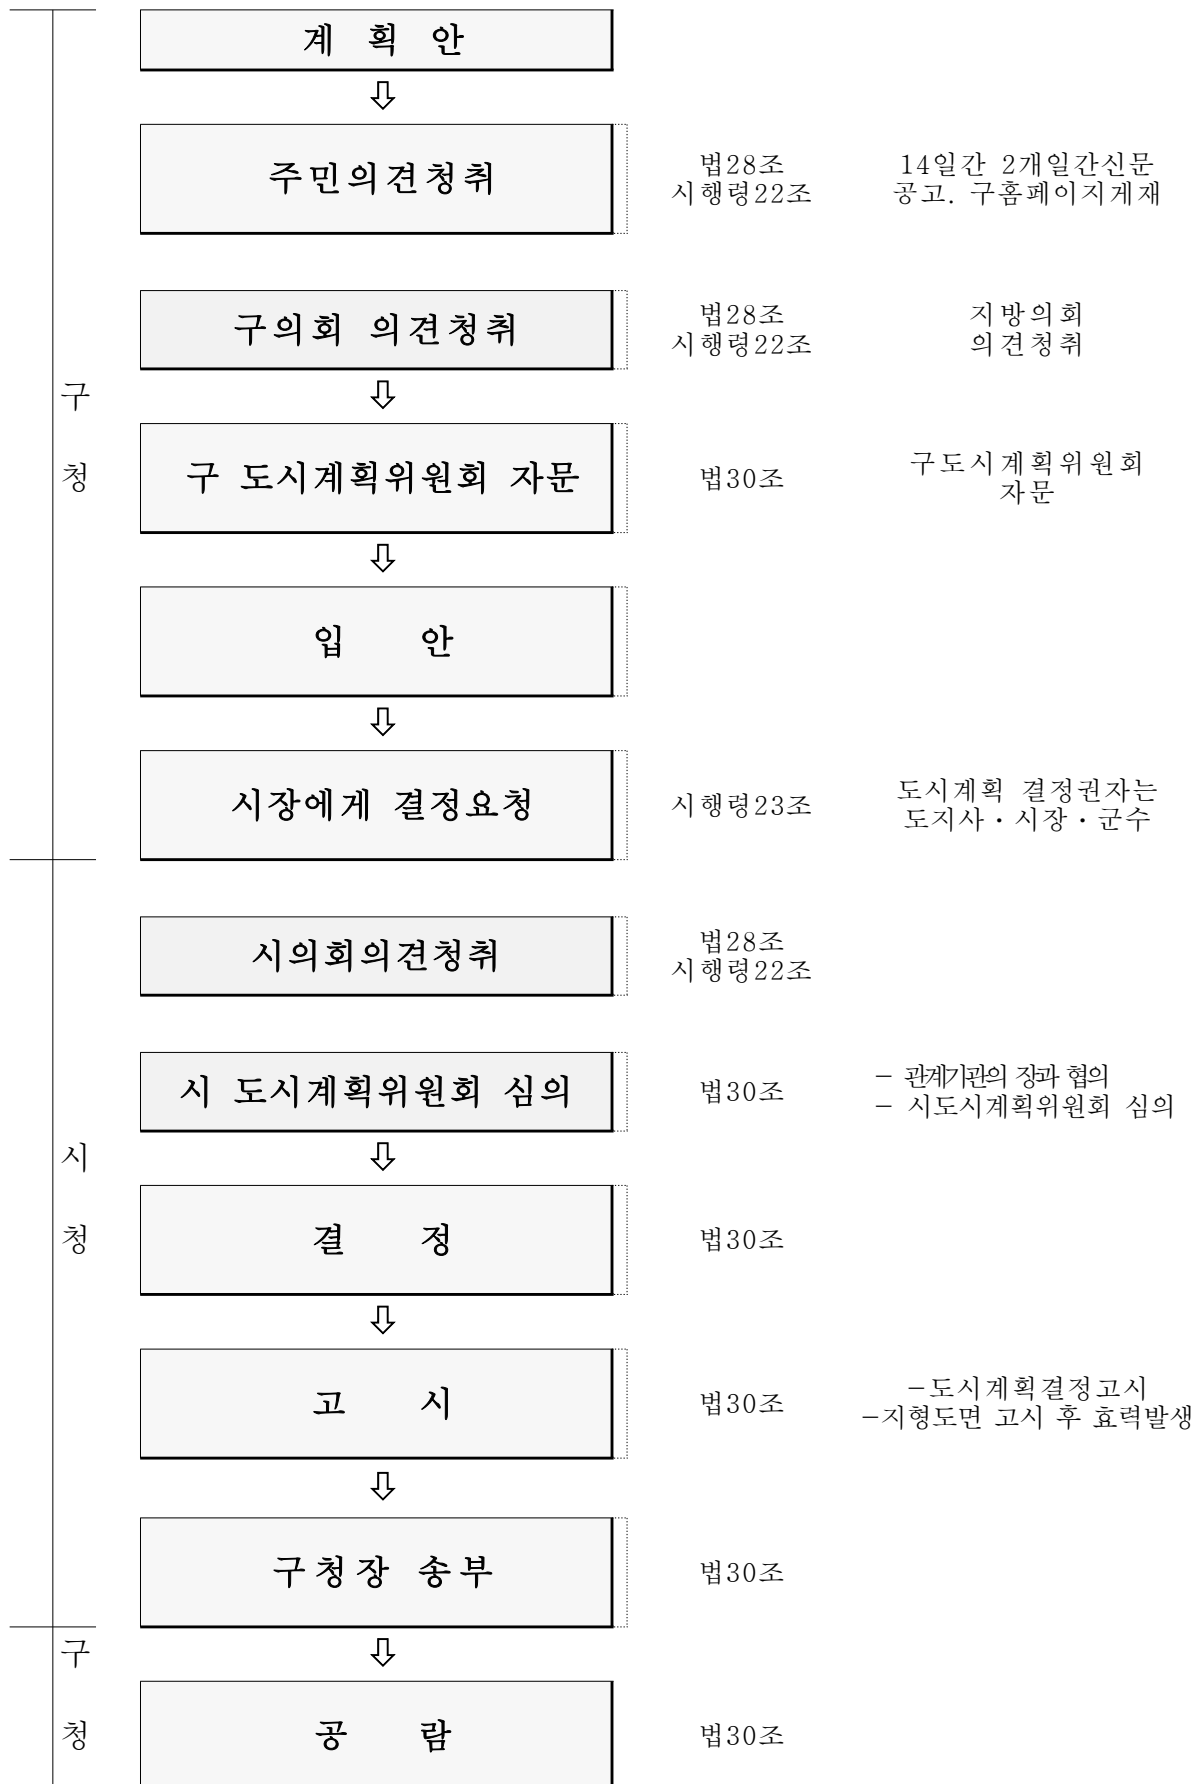 계 획 안
주민의견청취
법28조
시행령22조
14일간 2개일간신문
공고. 구홈페이지게재
구의회 의견청취
법28조
시행령22조
지방의회
의견청취
구
청
구 도시계획위원회 자문
법30조
구도시계획위원회
자문
입 안
시장에게 결정요청
시행령23조
도시계획 결정권자는
도지사・시장・군수
시의회의견청취
법28조
시행령22조
시 도시계획위원회 심의
법30조
- 관계기관의 장과 협의
- 시도시계획위원회 심의
시
청
결 정
법30조
고 시
법30조
-도시계획결정고시
-지형도면 고시 후 효력발생
구청장 송부
법30조
구
청
공 람
법30조